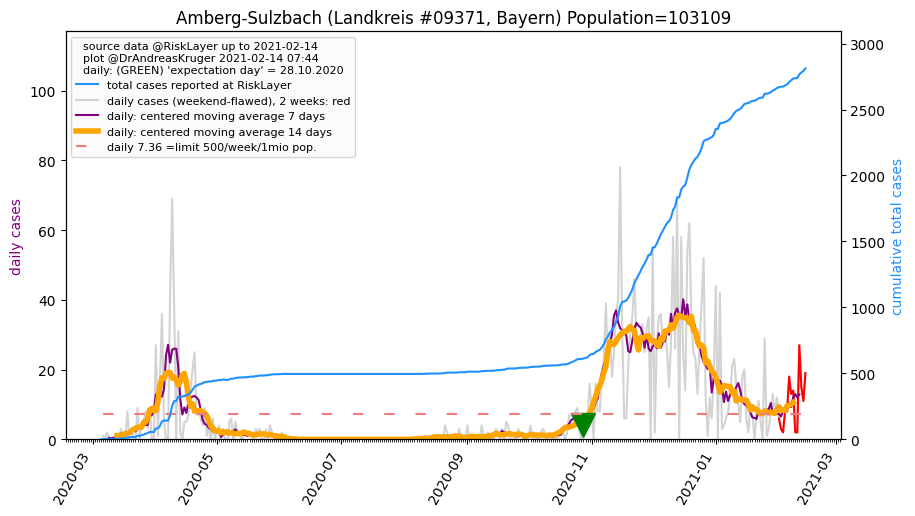 Amberg-Sulzbach (Landkreis #09371, Bayern) Population=103109
source data @RiskLayer up to 2021-02-14
plot @DrAndreasKruger 2021-02-14 07:44
daily: (GREEN) 'expectation day' = 28.10.2020
total cases reported at RiskLayer
daily cases (weekend-flawed), 2 weeks: red
daily: centered moving average 7 days
daily: centered moving average 14 days
daily 7.36 =limit 500/week/1mio pop.
daily cases
100
80
60
40
20
0
cumulative total cases
3000
2500
2000
1500
1000
500
0
2020-03
2020-05
2020-07
2020-09
2020-11
2021-01
2021-03